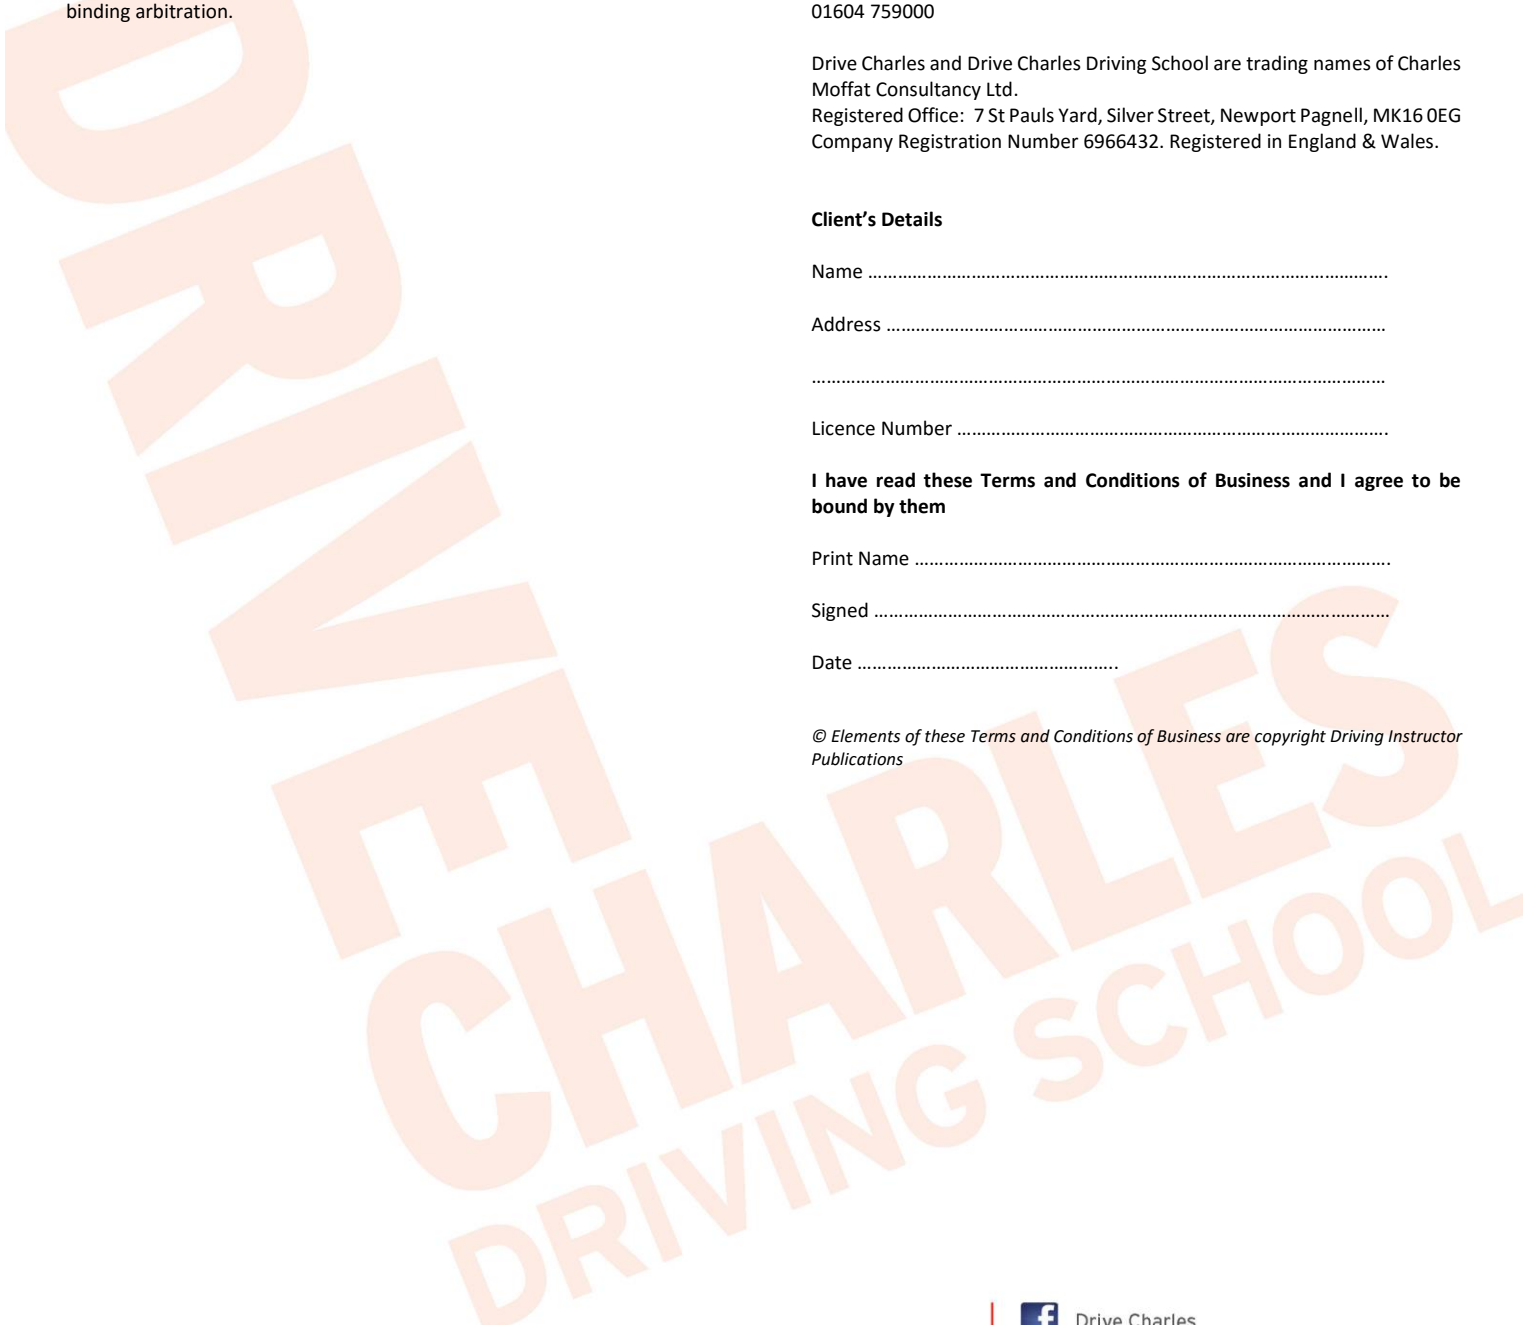 binding arbitration.
01604 759000
Drive Charles and Drive Charles Driving School are trading names of Charles
Moffat Consultancy Ltd.
Registered Office: 7 St Pauls Yard, Silver Street, Newport Pagnell, MK16 0EG
Company Registration Number 6966432. Registered in England & Wales.
Client’s Details
Name ……………………………………………………………………………………………….
Address ……………………………………………………………………………………………
…………………………………………………………………………………………………………
Licence Number ……………………………………………………………………………….
I have read these Terms and Conditions of Business and I agree to be
bound by them
Print Name ……………………………………………………………………………………….
Signed ………………………………………………………………………………………………
Date ……………………………………………..
© Elements of these Terms and Conditions of Business are copyright Driving Instructor
Publications
DRIVE
CHARLES
DRIVING SCHOOL
Drive Charles